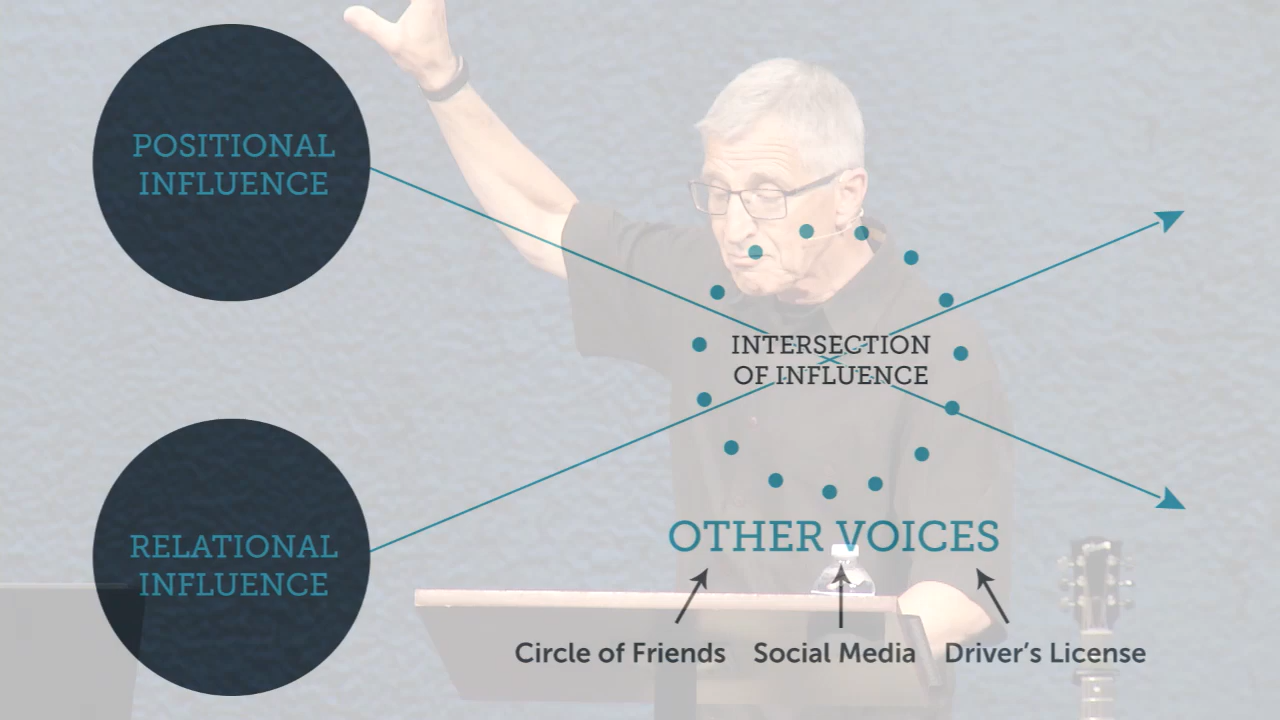 POSITIONAL
INFLUENCE
INTERSECTION
OF INFLUENCE
RELATIONAL
INFLUENCE
OTHER VOICES
Circle of Friends
Social Media
Driver’s License